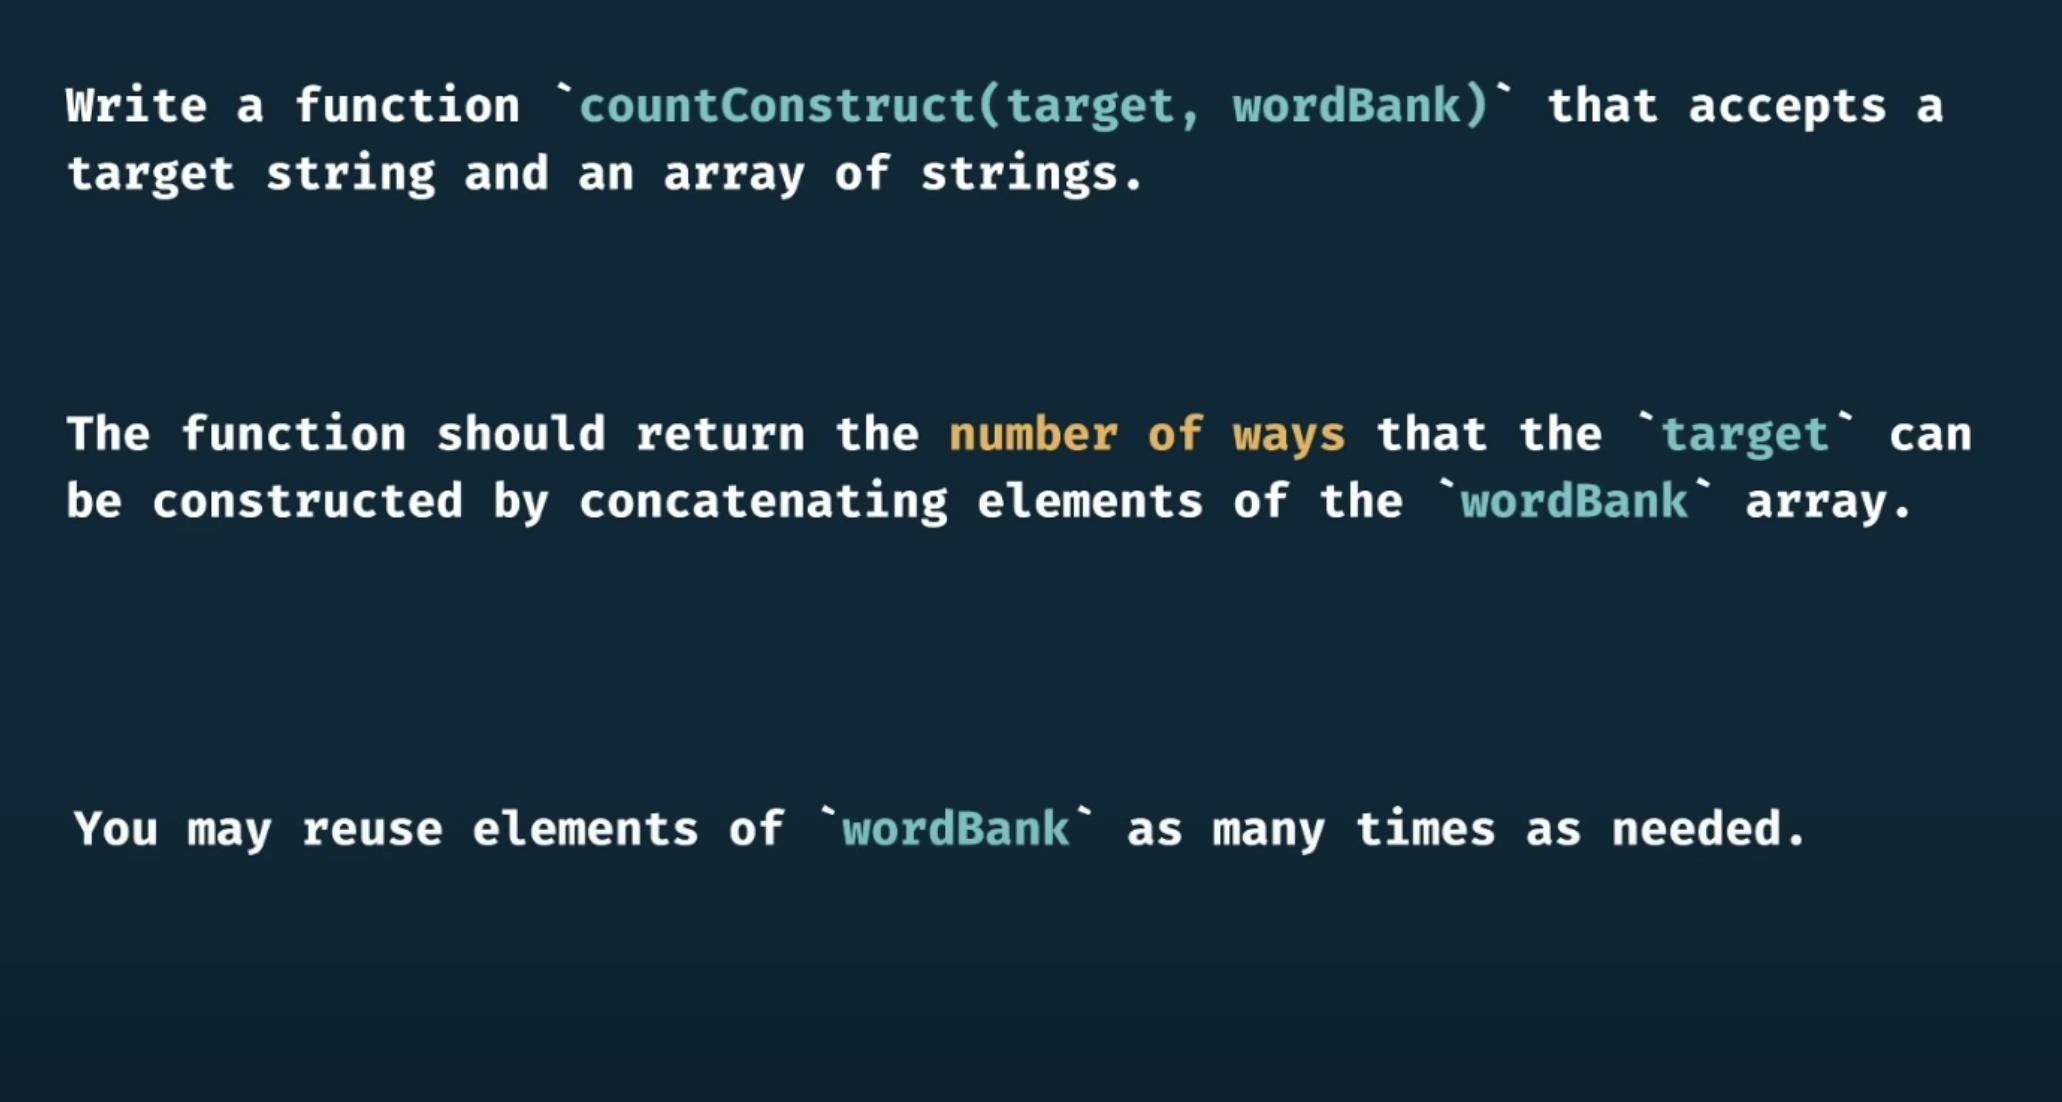 Write a function `countConstruct(target, wordBank)` that accepts a
target string and an array of strings.
The function should return the number of ways that the `target` can
be constructed by concatenating elements of the `wordBank` array.
You may reuse elements of `wordBank` as many times as needed.